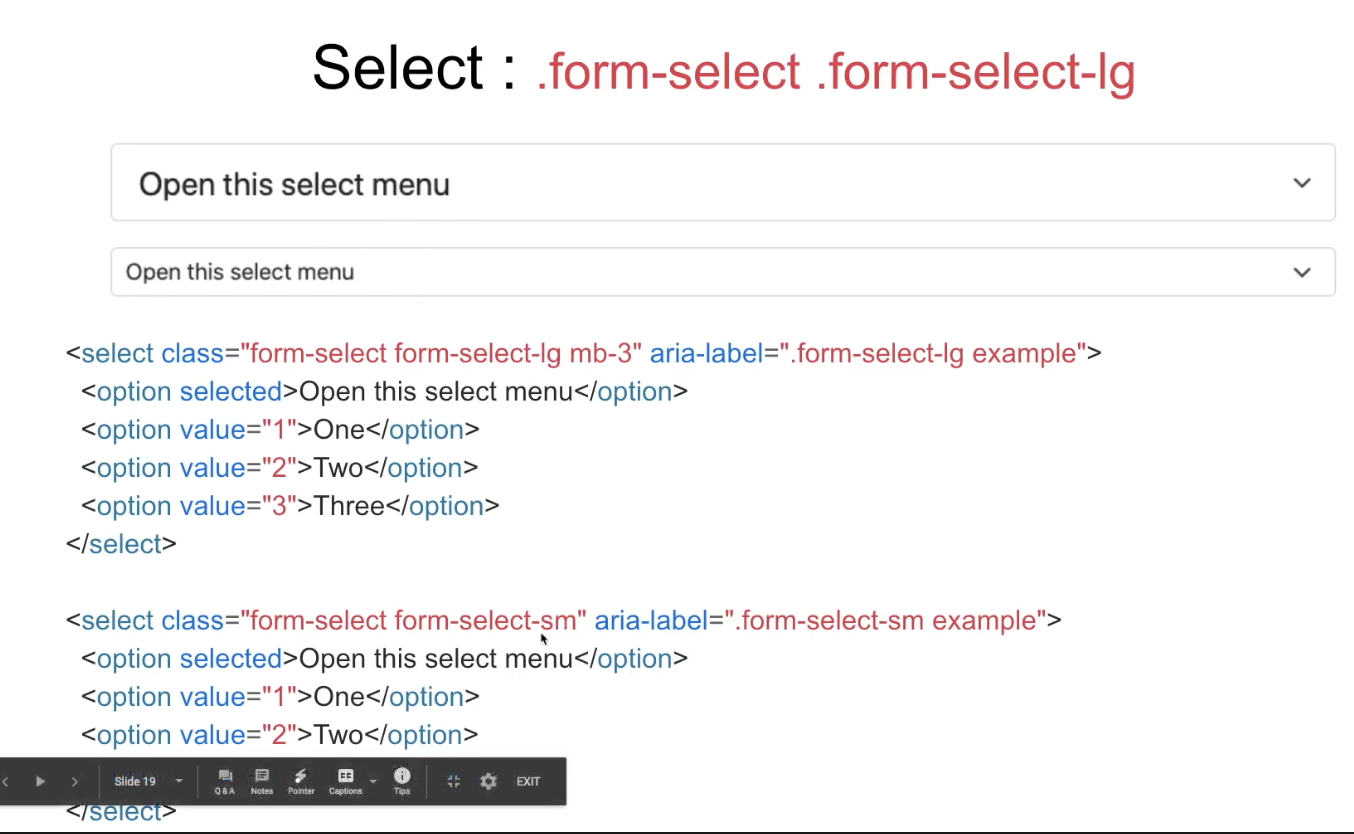 Select : .form-select .form-select-lg
Open this select menu
Open this select menu
<select class="form-select form-select-lg mb-3" aria-label=".form-select-lg example">
<option selected>Open this select menu</option>
<option value="1">One</option>
<option value="2">Two</option>
<option value="3">Three</option>
</select>
<select class="form-select form-select-sm" aria-label=".form-select-sm example">
<option selected>Open this select menu</option>
<option value="1">One</option>
<option value="2">Two</option>
Slide 19 Q & A Notes Pointer CC Captions Tips EXIT
</select>